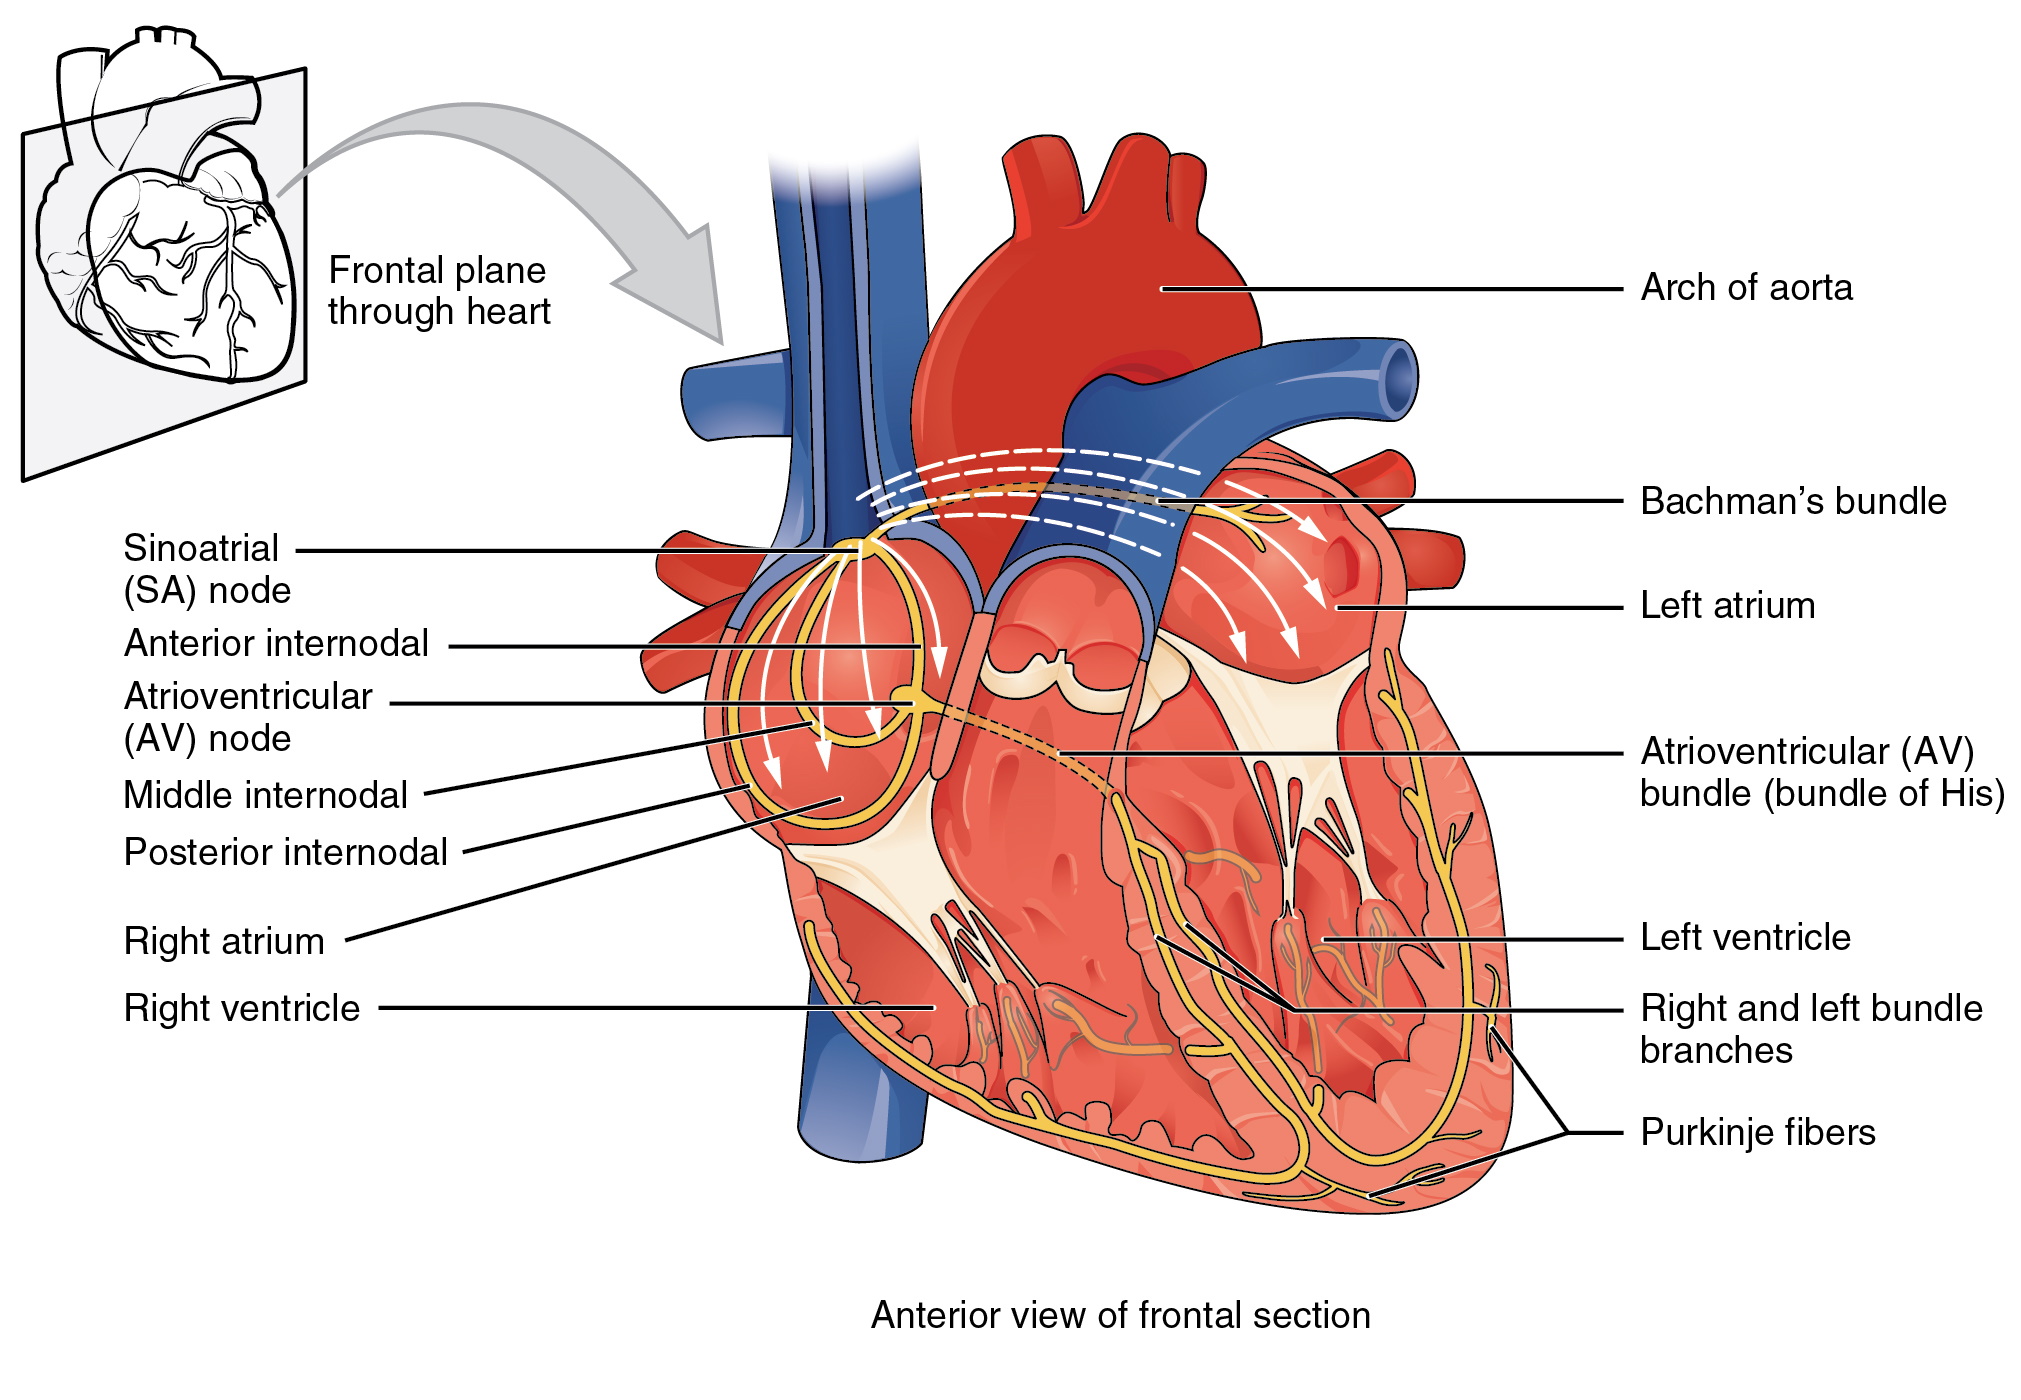 Frontal plane
through heart
Sinoatrial
(SA) node
Anterior internodal
Atrioventricular
(AV) node
Middle internodal
Posterior internodal
Right atrium
Right ventricle
Arch of aorta
Bachman’s bundle
Left atrium
Atrioventricular (AV)
bundle (bundle of His)
Left ventricle
Right and left bundle
branches
Purkinje fibers
Anterior view of frontal section